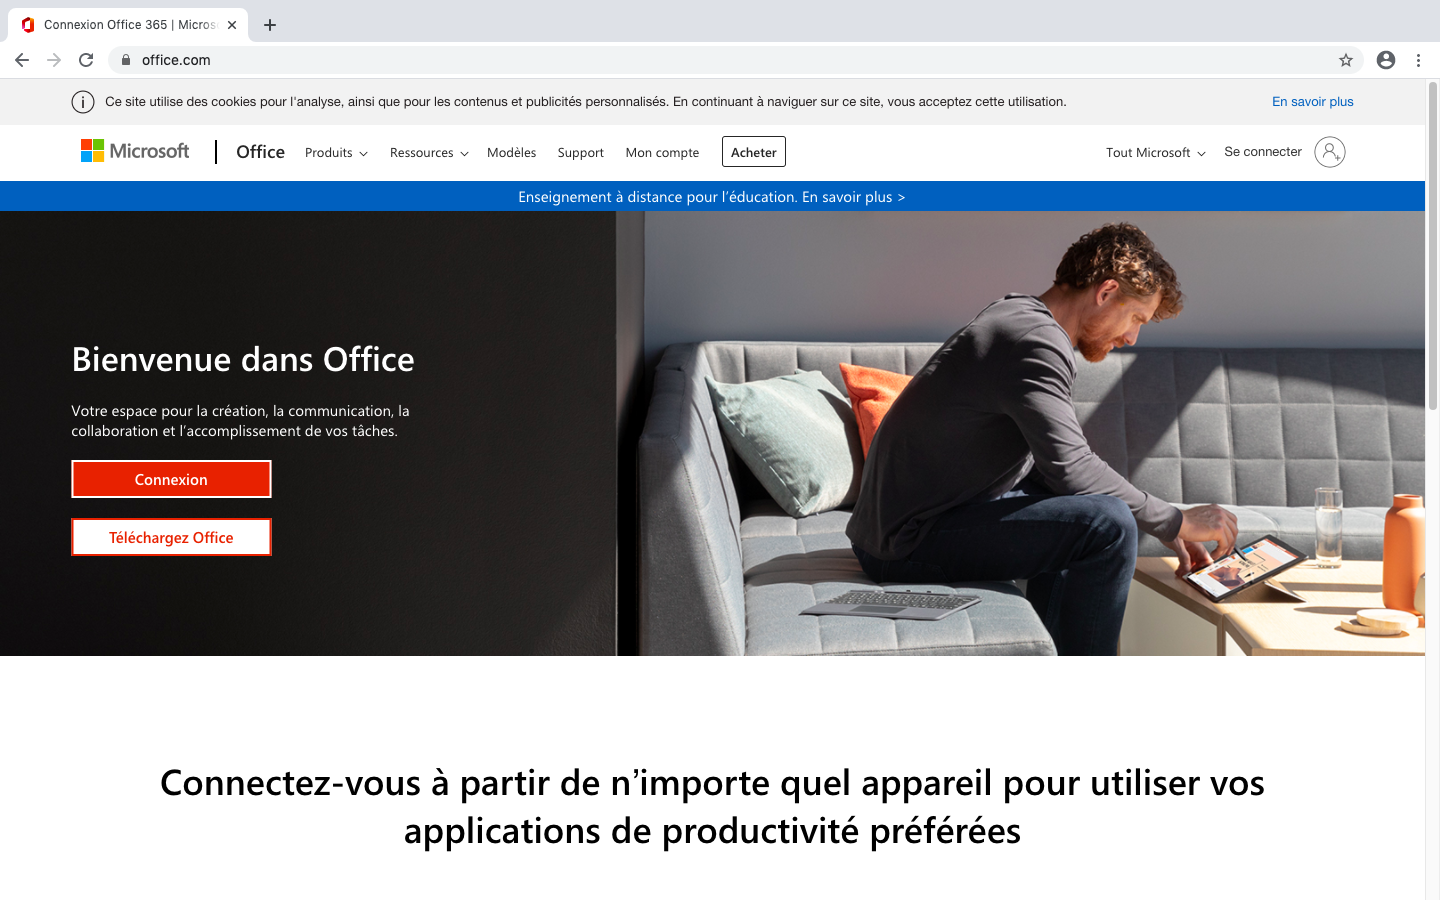 Connexion Office 365 | Micros
office.com
Ce site utilise des cookies pour l'analyse, ainsi que pour les contenus et publicités personnalisés. En continuant à naviguer sur ce site, vous acceptez cette utilisation.
En savoir plus
Microsoft
Office
Produits
Ressources
Modèles
Support
Mon compte
Acheter
Tout Microsoft
Se connecter
Enseignement à distance pour l’éducation. En savoir plus >
Bienvenue dans Office
Votre espace pour la création, la communication, la
collaboration et l’accomplissement de vos tâches.
Connexion
Téléchargez Office
Connectez-vous à partir de n’importe quel appareil pour utiliser vos
applications de productivité préférées